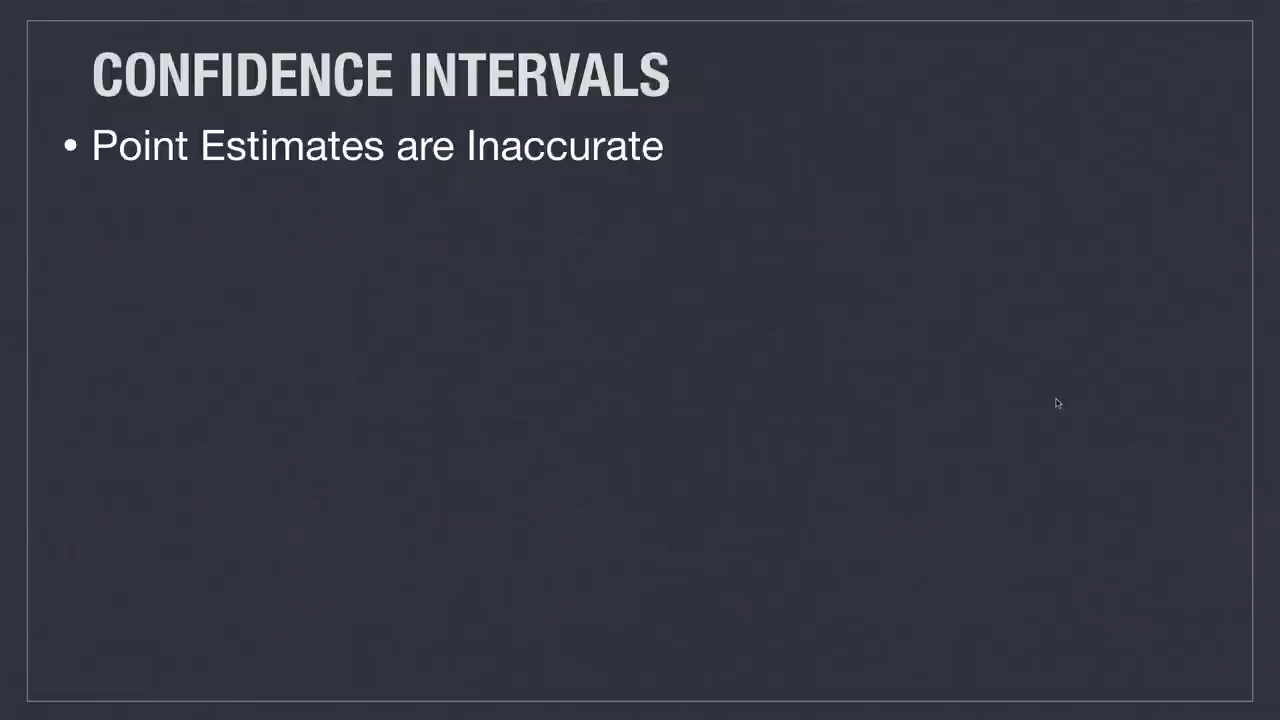 CONFIDENCE INTERVALS
• Point Estimates are Inaccurate